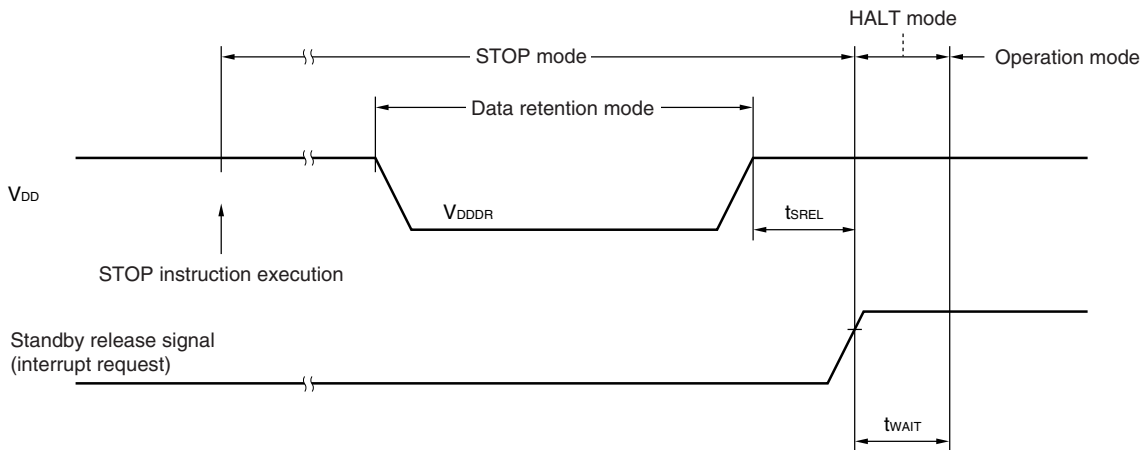 HALT mode
STOP mode
Operation mode
Data retention mode
VDD
VDDDR
tSREL
STOP instruction execution
Standby release signal
(interrupt request)
tWAIT